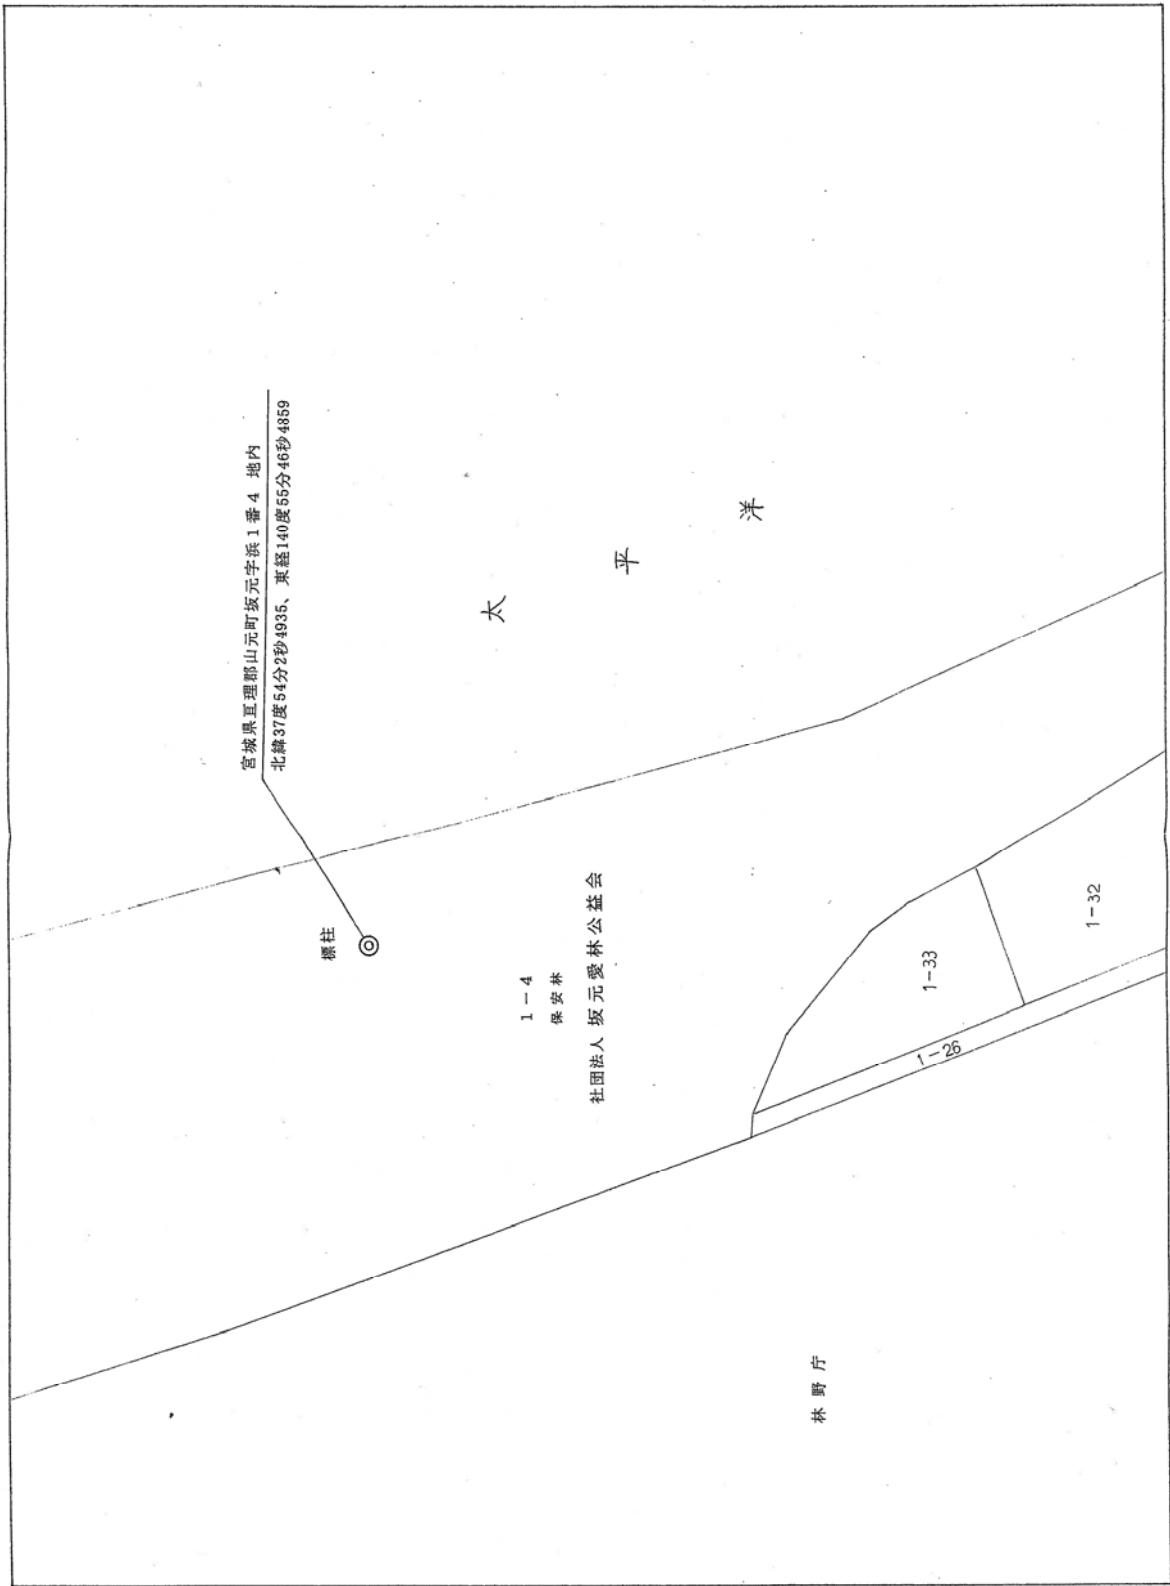 宮城県亘理郡山元町坂元字浜1番4 地内
北緯37度54分2秒4935、東経140度55分46秒4859
標柱
太平洋
1-4
保安林
社団法人 坂元愛林公益会
1-33
1-32
1-26
林野庁